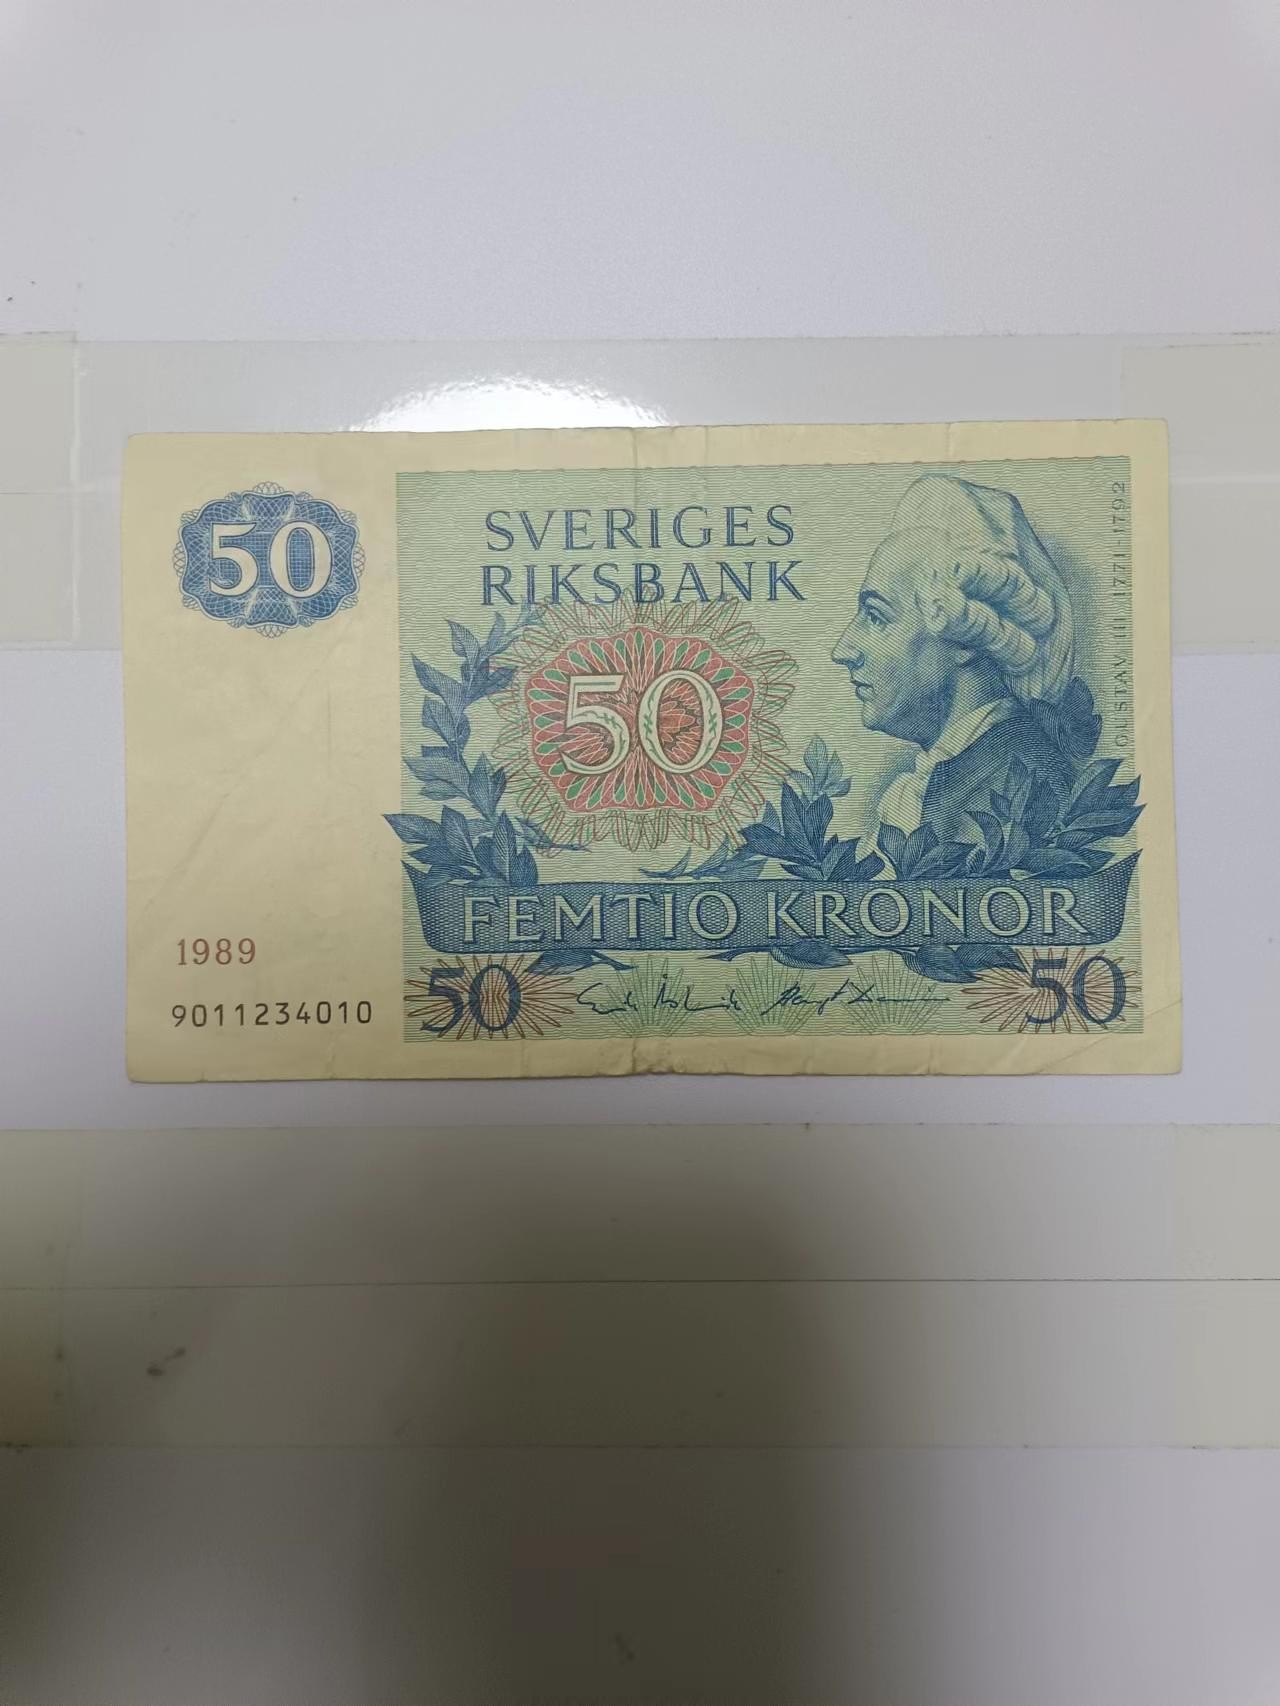 50
SVERIGES
RIKSBANK
50
GUSTAV III 1771-1792
FEMTIO KRONOR
1989
9011234010
50
50